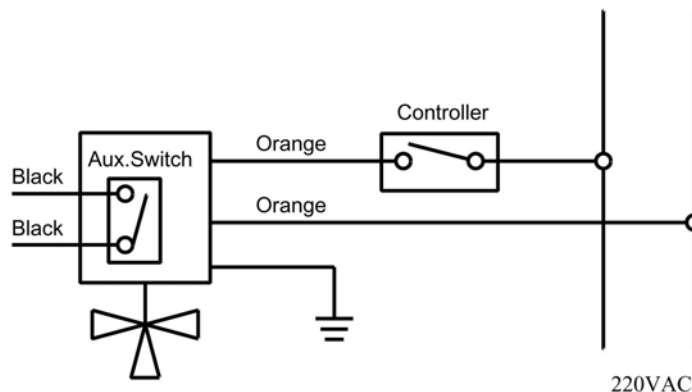 Controller
Orange
Aux.Switch
Black
Orange
Black
220VAC